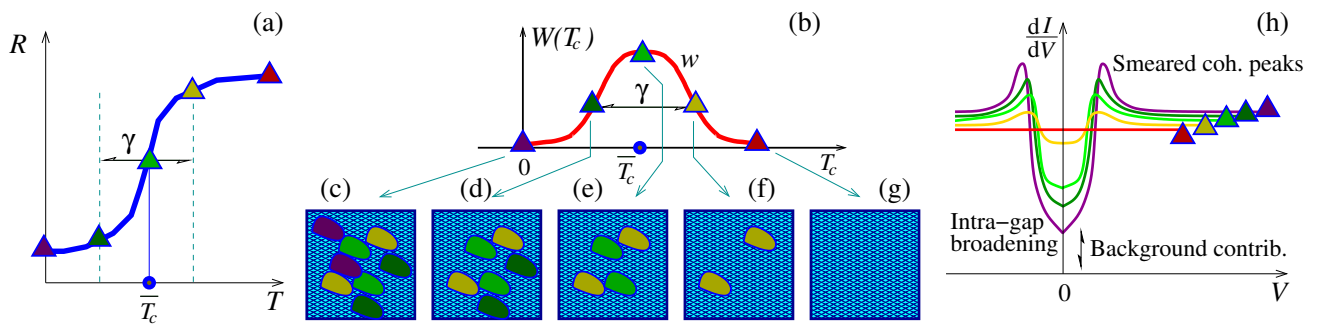 (a)
R
γ
T̅c
T
(b)
W(Tc)
w
γ
0
T̅c
Tc
(c)
(d)
(e)
(f)
(g)
(h)
dI
dV
Smeared coh. peaks
Intra−gap
broadening
Background contrib.
0
V